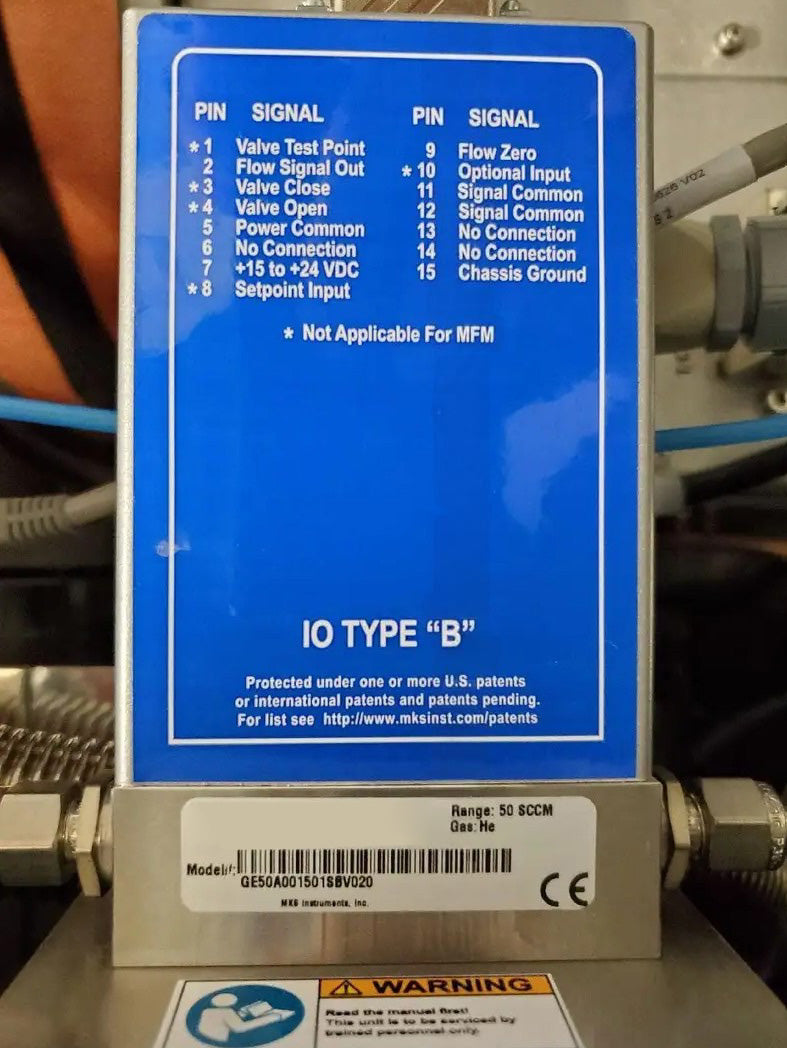 PIN SIGNAL
* 1 Valve Test Point
2 Flow Signal Out
* 3 Valve Close
* 4 Valve Open
5 Power Common
6 No Connection
7 +15 to +24 VDC
* 8 Setpoint Input
PIN SIGNAL
9 Flow Zero
* 10 Optional Input
11 Signal Common
12 Signal Common
13 No Connection
14 No Connection
15 Chassis Ground
* Not Applicable For MFM
IO TYPE “B”
Protected under one or more U.S. patents
or international patents and patents pending.
For list see http://www.mksinst.com/patents
Range: 50 SCCM
Gas: He
Model#:
GE50A001501SBV020
MKS Instruments, Inc.
CE
WARNING
Read the manual first!
This unit is to be serviced by
trained personnel only.